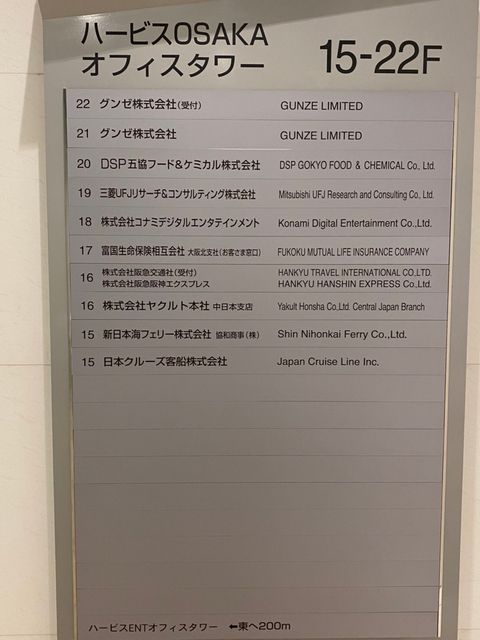 ハービスOSAKA
オフィスタワー 15-22F
22 グンゼ株式会社(受付) GUNZE LIMITED
21 グンゼ株式会社 GUNZE LIMITED
20 DSP五協フード&ケミカル株式会社 DSP GOKYO FOOD & CHEMICAL Co., Ltd.
19 三菱UFJリサーチ&コンサルティング株式会社 Mitsubishi UFJ Research and Consulting Co., Ltd.
18 株式会社コナミデジタルエンタテインメント Konami Digital Entertainment Co.,Ltd.
17 富国生命保険相互会社 大阪北支社(お客さま窓口) FUKOKU MUTUAL LIFE INSURANCE COMPANY
16 株式会社阪急交通社(受付) HANKYU TRAVEL INTERNATIONAL CO.,LTD.
株式会社阪急阪神エクスプレス HANKYU HANSHIN EXPRESS Co.,Ltd.
16 株式会社ヤクルト本社 中日本支店 Yakult Honsha Co.,Ltd. Central Japan Branch
15 新日本海フェリー株式会社 協和商事(株) Shin Nihonkai Ferry Co.,Ltd.
15 日本クルーズ客船株式会社 Japan Cruise Line Inc.
ハービスENTオフィスタワー ⬅東へ200m